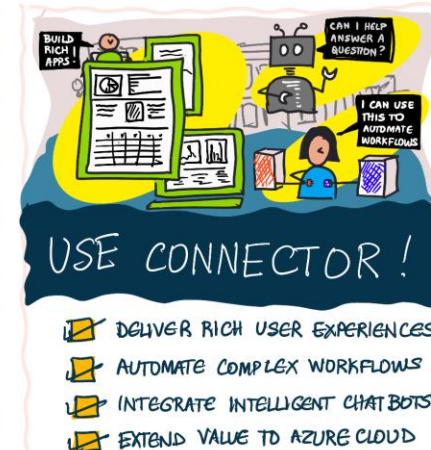 BUILD
RICH
APPS!
CAN I HELP
ANSWER A
QUESTION?
I CAN USE
THIS TO
AUTOMATE
WORKFLOWS
USE CONNECTOR!
DELIVER RICH USER EXPERIENCES
AUTOMATE COMPLEX WORKFLOWS
INTEGRATE INTELLIGENT CHATBOTS
EXTEND VALUE TO AZURE CLOUD